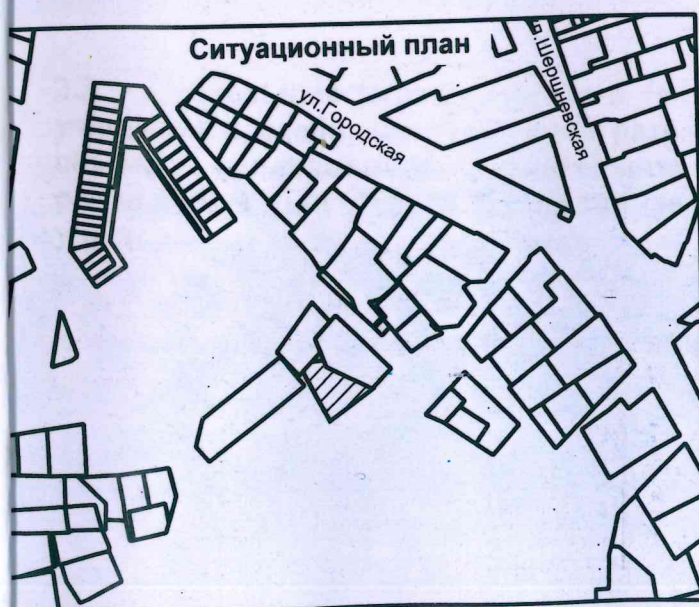 Ситуационный план
ул.Городская
ул.Шершневская